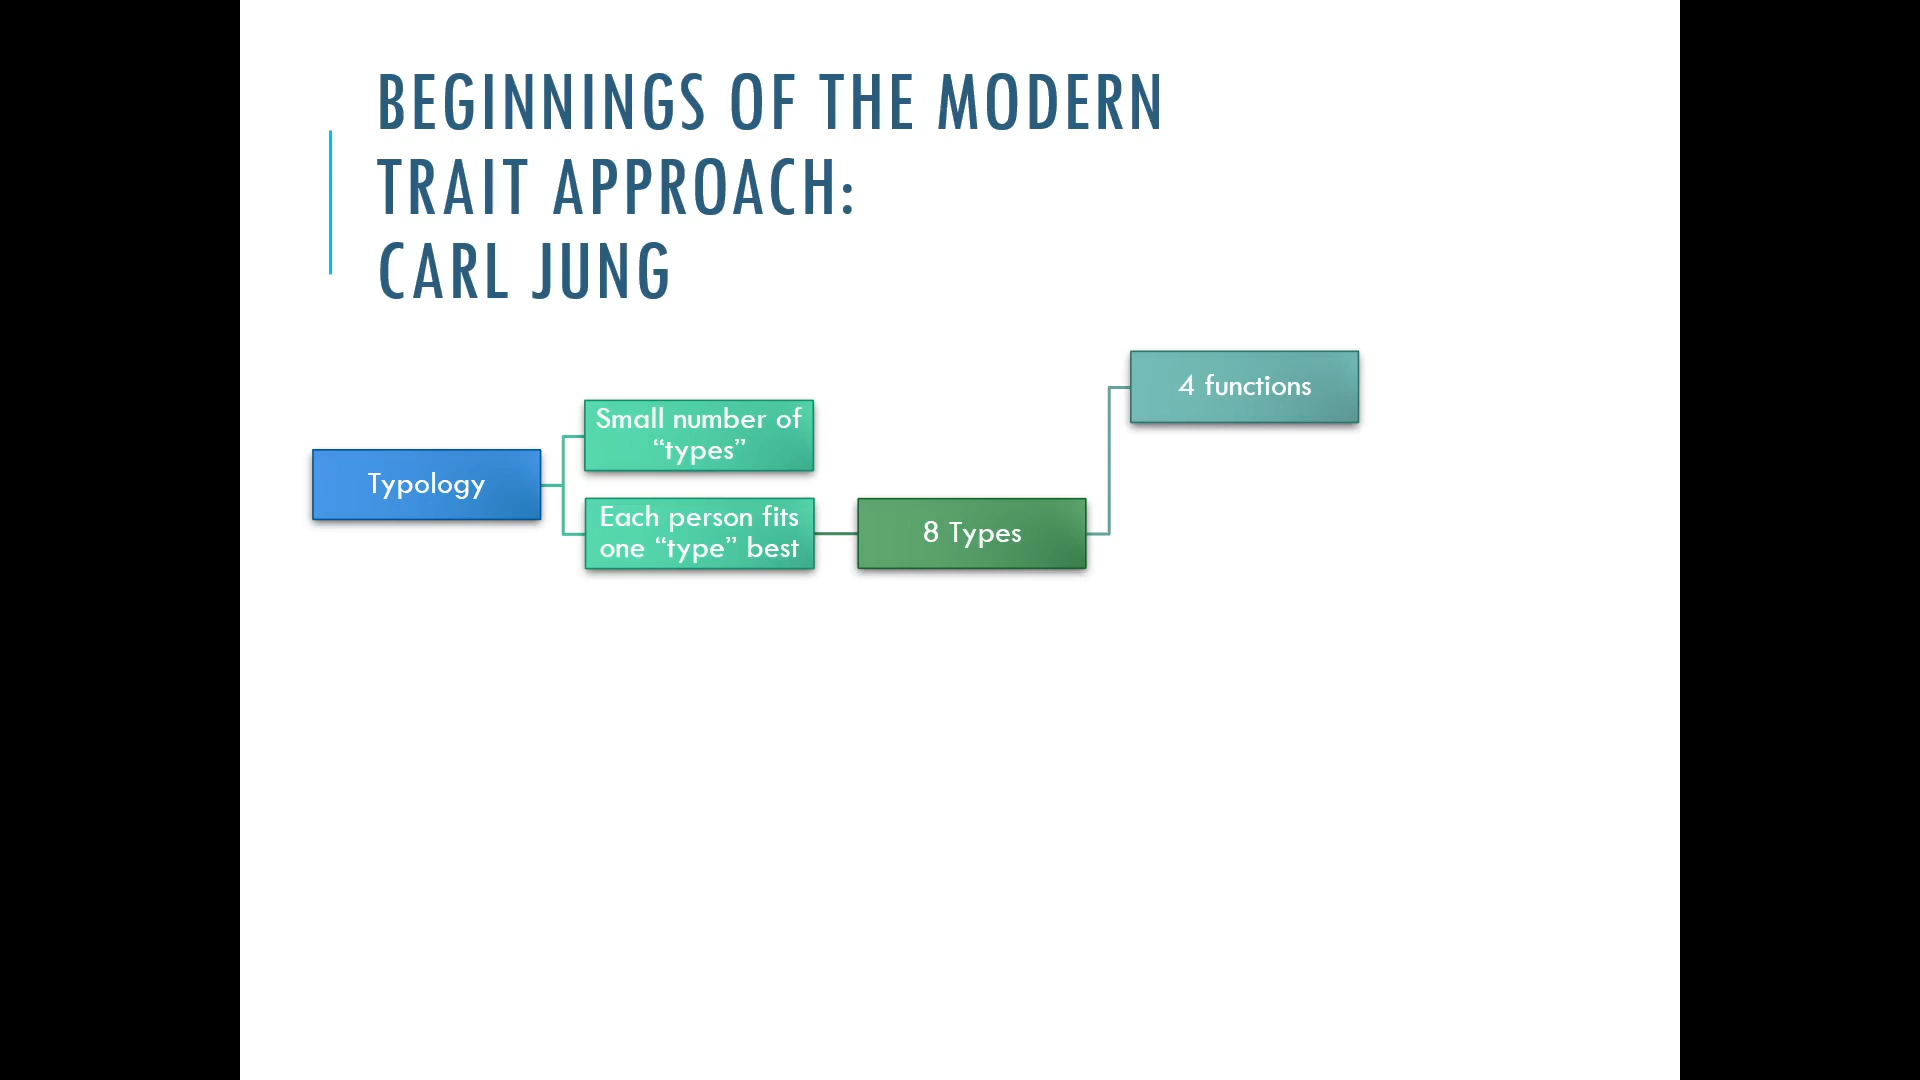 BEGINNINGS OF THE MODERN
TRAIT APPROACH:
CARL JUNG
Typology
Small number of
“types”
Each person fits
one “type” best
8 Types
4 functions